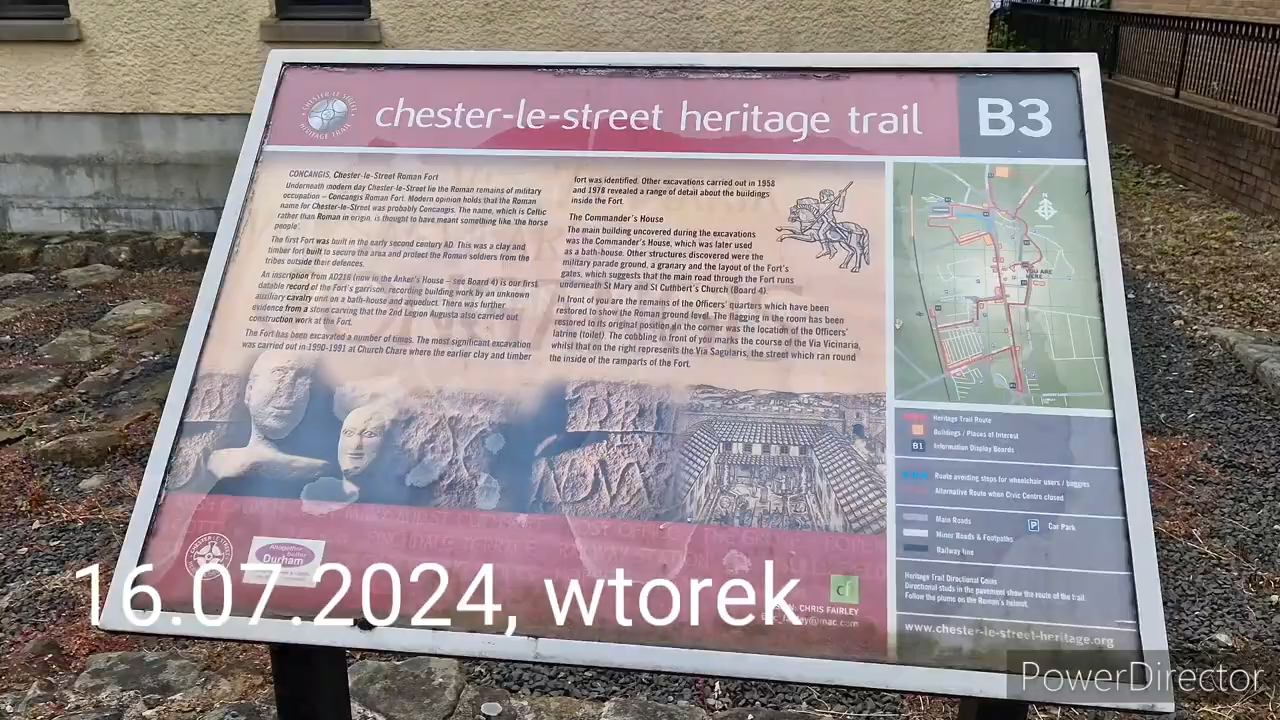 chester-le-street heritage trail
B3
CHESTER-LE-STREET
HERITAGE TRAIL
CONCANGIS, Chester-le-Street Roman Fort
Underneath modern day Chester-le-Street lie the Roman remains of military
occupation – Concangis Roman Fort. Modern opinion holds that the Roman
name for Chester-le-Street was probably Concangis. The name, which is Celtic
rather than Roman in origin, is thought to have meant something like 'the horse
people'.
The first Fort was built in the early second century AD. This was a clay and
timber fort built to secure the area and protect the Roman soldiers from the
tribes outside their defences.
An inscription from AD216 (now in the Anker's House – see Board 4) is our first
datable record of the Fort's garrison, recording building work by an unknown
auxiliary cavalry unit on a bath-house and aqueduct. There was further
evidence from a stone carving that the 2nd Legion Augusta also carried out
construction work at the Fort.
The Fort has been excavated a number of times. The most significant excavation
was carried out in 1990-1991 at Church Chare where the earlier clay and timber
fort was identified. Other excavations carried out in 1958
and 1978 revealed a range of detail about the buildings
inside the Fort.
The Commander's House
The main building uncovered during the excavations
was the Commander's House, which was later used
as a bath-house. Other structures discovered were the
military parade ground, a granary and the layout of the Fort's
gates, which suggests that the main road through the Fort runs
underneath St Mary and St Cuthbert's Church (Board 4).
In front of you are the remains of the Officers' quarters which have been
restored to show the Roman ground level. The flagging in the room has been
restored to its original position in the corner was the location of the Officers'
latrine (toilet). The cobbling in front of you marks the course of the Via Vicinaria,
whilst that on the right represents the Via Sagularis, the street which ran round
the inside of the ramparts of the Fort.
N
YOU ARE
HERE
Heritage Trail Route
Buildings / Places of Interest
B1 Information Display Boards
Route avoiding steps for wheelchair users / buggies
Alternative Route when Civic Centre closed
Main Roads
P Car Park
Minor Roads & Footpaths
Railway line
Heritage Trail Directional Coins
Directional studs in the pavement show the route of the trail.
Follow the plume on the Roman's helmet.
www.chester-le-street-heritage.org
Altogether
better
Durham
cf
CHRIS FAIRLEY
16.07.2024, wtorek
PowerDirector